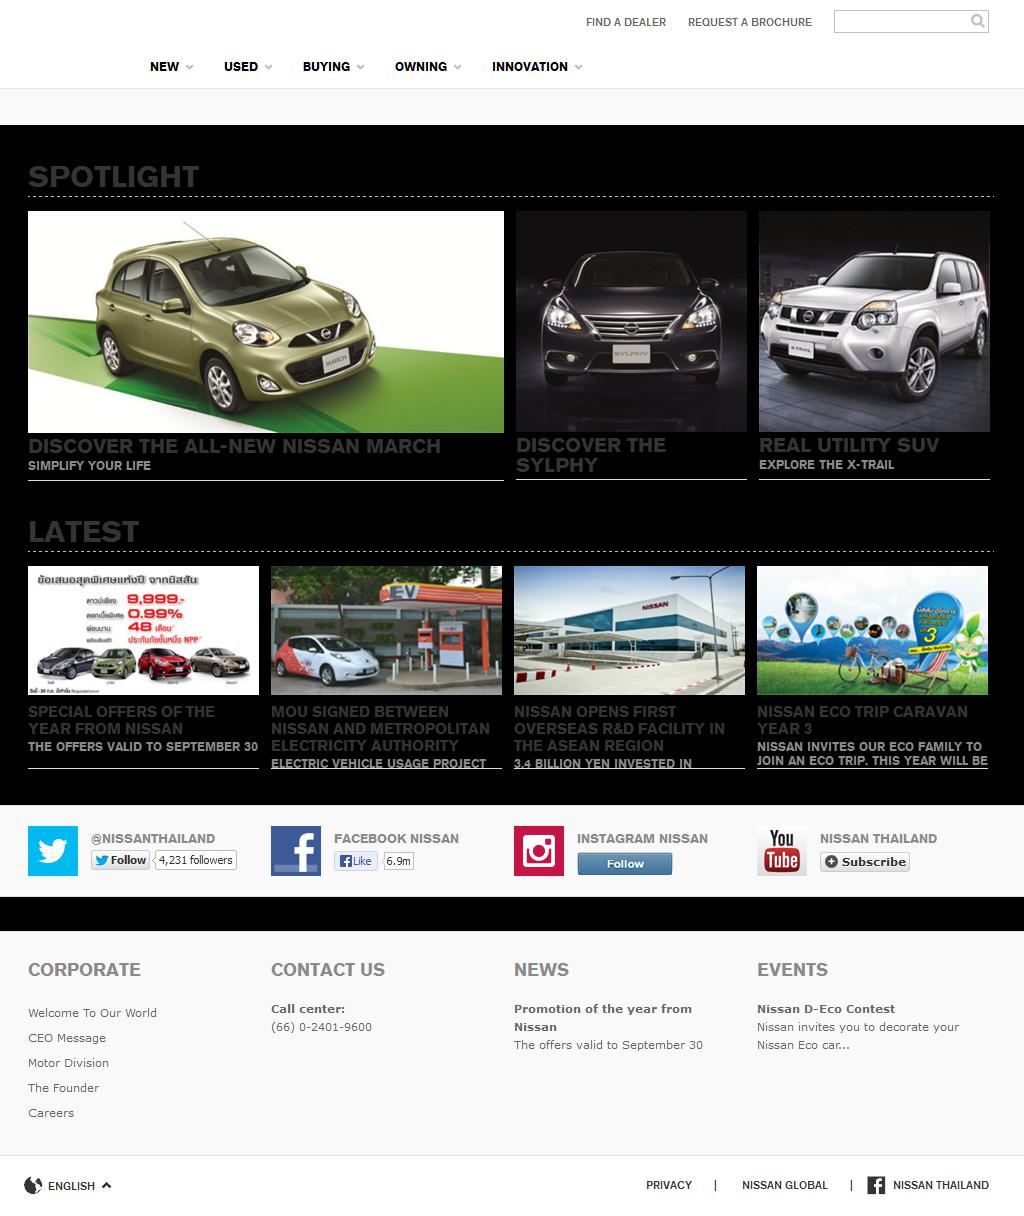 FIND A DEALER
REQUEST A BROCHURE
NEW
USED
BUYING
OWNING
INNOVATION
SPOTLIGHT
MARCH
SYLPHY
X-TRAIL
DISCOVER THE ALL-NEW NISSAN MARCH
SIMPLIFY YOUR LIFE
DISCOVER THE
SYLPHY
REAL UTILITY SUV
EXPLORE THE X-TRAIL
LATEST
ข้อเสนอสุดพิเศษแห่งปี จากนิสสัน
ดาวน์เพียง 9,999.-
ดอกเบี้ยพิเศษ 0.99%
ผ่อนนาน 48 เดือน
ประกันภัยชั้นหนึ่ง NPP
EV
NISSAN
3
SPECIAL OFFERS OF THE
YEAR FROM NISSAN
THE OFFERS VALID TO SEPTEMBER 30
MOU SIGNED BETWEEN
NISSAN AND METROPOLITAN
ELECTRICITY AUTHORITY
ELECTRIC VEHICLE USAGE PROJECT
NISSAN OPENS FIRST
OVERSEAS R&D FACILITY IN
THE ASEAN REGION
3.4 BILLION YEN INVESTED IN
NISSAN ECO TRIP CARAVAN
YEAR 3
NISSAN INVITES OUR ECO FAMILY TO
JOIN AN ECO TRIP. THIS YEAR WILL BE
@NISSANTHAILAND
Follow
4,231 followers
FACEBOOK NISSAN
Like
6.9m
INSTAGRAM NISSAN
Follow
You
Tube
NISSAN THAILAND
Subscribe
CORPORATE
Welcome To Our World
CEO Message
Motor Division
The Founder
Careers
CONTACT US
Call center:
(66) 0-2401-9600
NEWS
Promotion of the year from
Nissan
The offers valid to September 30
EVENTS
Nissan D-Eco Contest
Nissan invites you to decorate your
Nissan Eco car...
ENGLISH
PRIVACY
|
NISSAN GLOBAL
|
NISSAN THAILAND